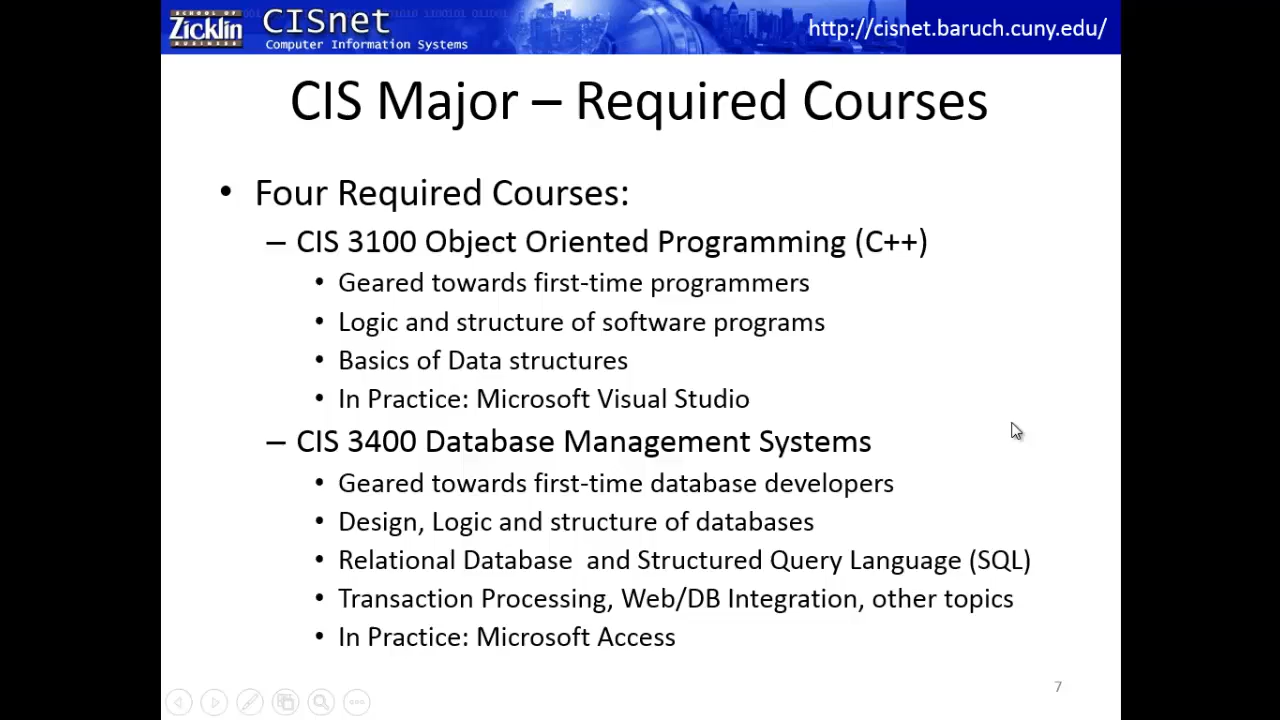 SCHOOL OF
Zicklin
BUSINESS
CISnet
Computer Information Systems
http://cisnet.baruch.cuny.edu/
CIS Major – Required Courses
• Four Required Courses:
– CIS 3100 Object Oriented Programming (C++)
• Geared towards first-time programmers
• Logic and structure of software programs
• Basics of Data structures
• In Practice: Microsoft Visual Studio
– CIS 3400 Database Management Systems
• Geared towards first-time database developers
• Design, Logic and structure of databases
• Relational Database  and Structured Query Language (SQL)
• Transaction Processing, Web/DB Integration, other topics
• In Practice: Microsoft Access
7